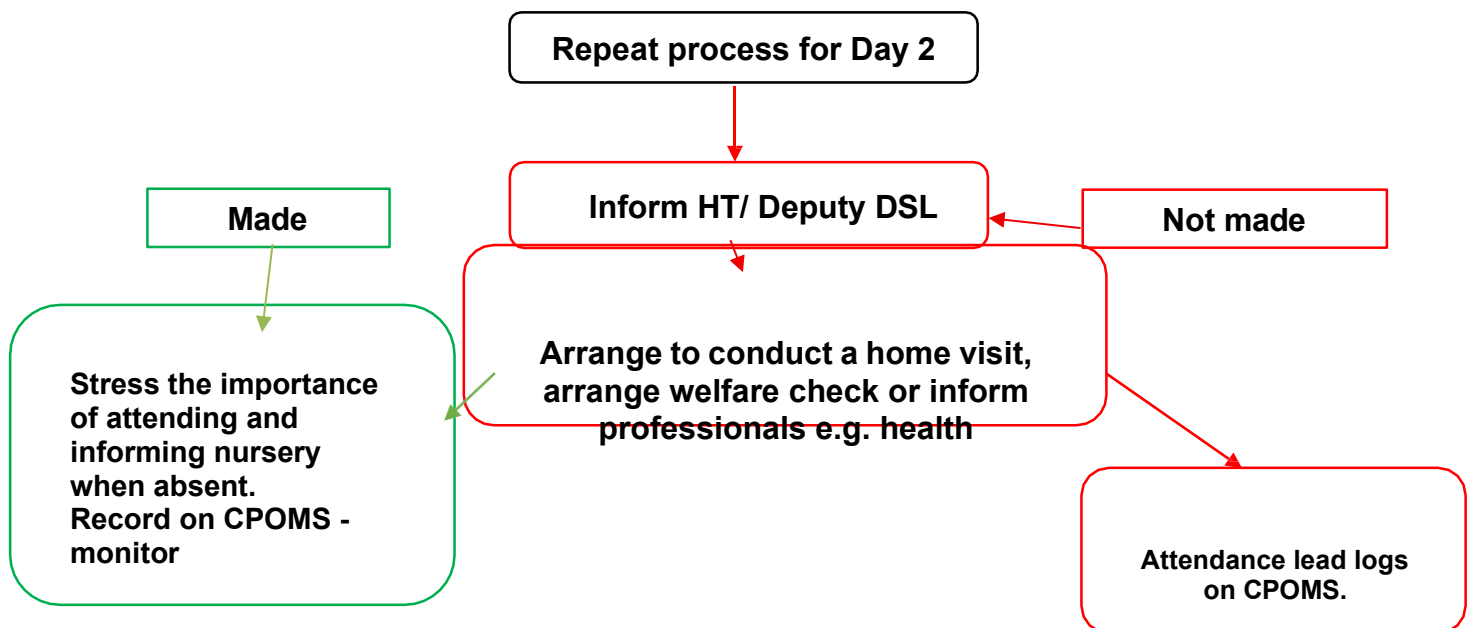 Repeat process for Day 2
Made
Inform HT/ Deputy DSL
Not made
Stress the importance
of attending and
informing nursery
when absent.
Record on CPOMS -
monitor
Arrange to conduct a home visit,
arrange welfare check or inform
professionals e.g. health
Attendance lead logs
on CPOMS.